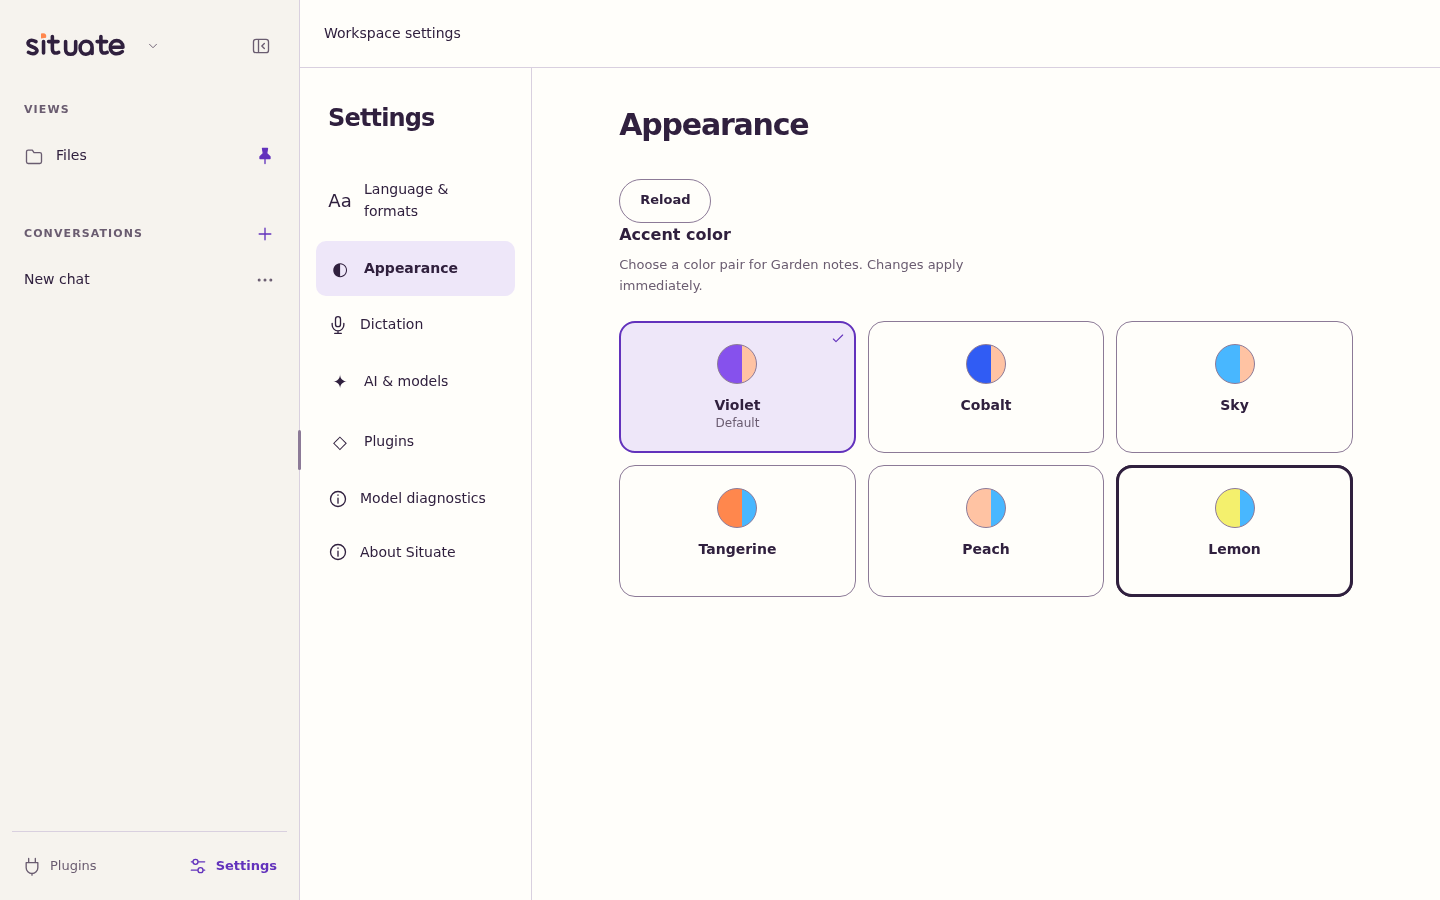 situate
VIEWS
Files
CONVERSATIONS
New chat
Plugins
Settings
Workspace settings
Settings
Aa
Language &
formats
Appearance
Dictation
AI & models
Plugins
Model diagnostics
About Situate
Appearance
Reload
Accent color
Choose a color pair for Garden notes. Changes apply
immediately.
Violet
Default
Cobalt
Sky
Tangerine
Peach
Lemon